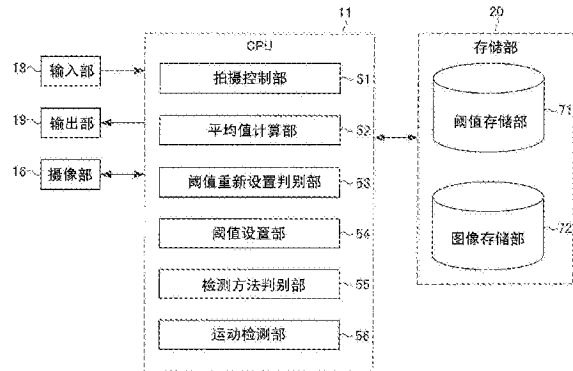 11
20
CPU
存储部
18
输入部
拍摄控制部
51
阈值存储部
71
19
输出部
平均值计算部
52
16
摄像部
阈值重新设置判别部
53
阈值设置部
54
图像存储部
72
检测方法判别部
55
运动检测部
56